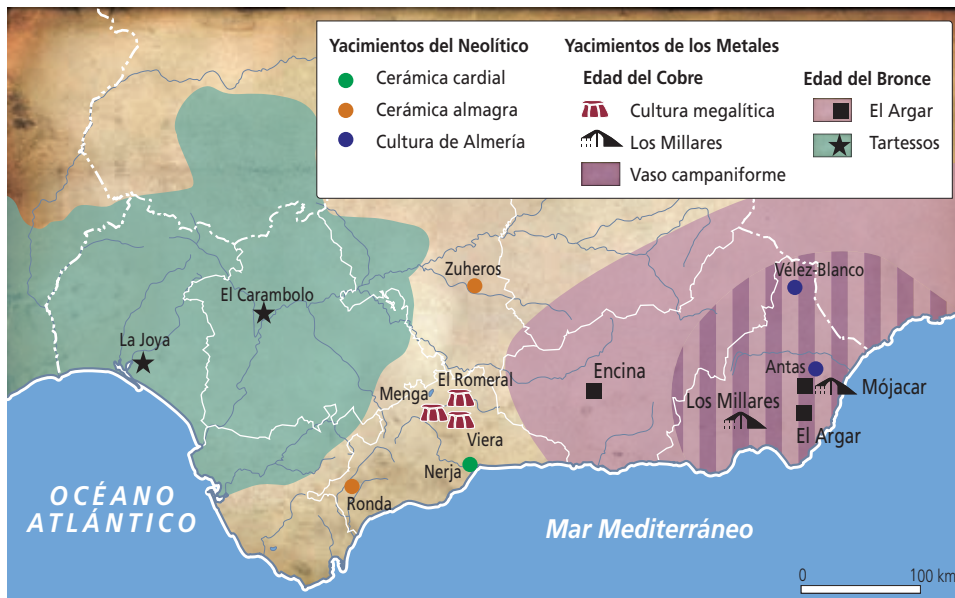 Yacimientos del Neolítico
Cerámica cardial
Cerámica almagra
Cultura de Almería
Yacimientos de los Metales
Edad del Cobre
Cultura megalítica
Los Millares
Vaso campaniforme
Edad del Bronce
El Argar
Tartessos
Zuheros
Vélez-Blanco
El Carambolo
La Joya
El Romeral
Menga
Viera
Encina
Antas
Los Millares
Mójacar
El Argar
Nerja
Ronda
OCÉANO
ATLÁNTICO
Mar Mediterráneo
0 100 km